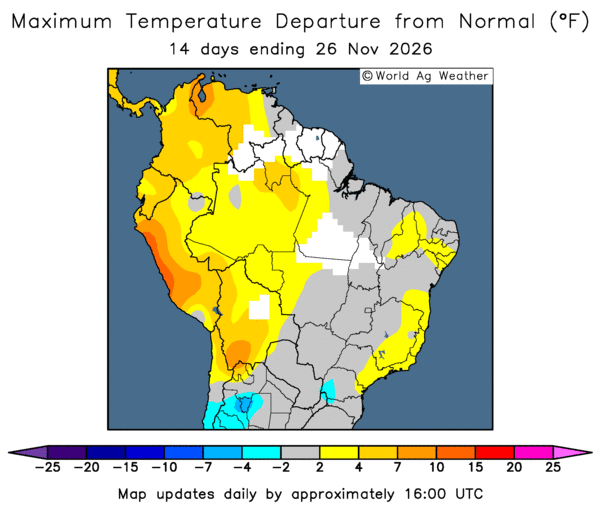 Maximum Temperature Departure from Normal (°F)
14 days ending 26 Nov 2026
©World Ag Weather
-25 -20 -15 -10 -7 -4 -2 2 4 7 10 15 20 25
Map updates daily by approximately 16:00 UTC